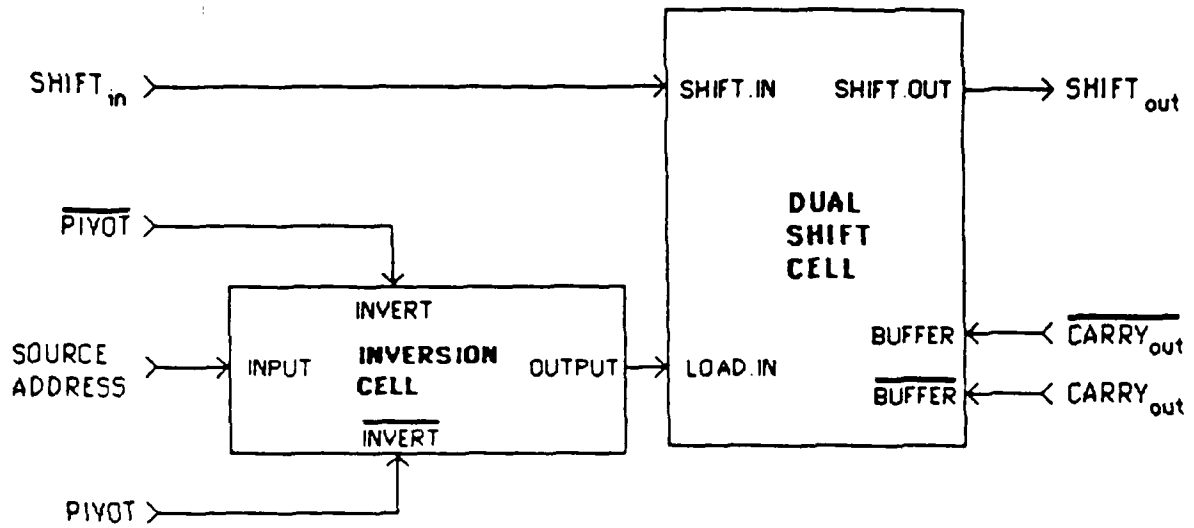 SHIFT in
SHIFT.IN
SHIFT.OUT
SHIFT out
DUAL
SHIFT
CELL
PIVOT
INVERT
SOURCE
ADDRESS
INPUT
INVERSION
CELL
OUTPUT
LOAD.IN
BUFFER
CARRY out
BUFFER
CARRY out
INVERT
PIVOT